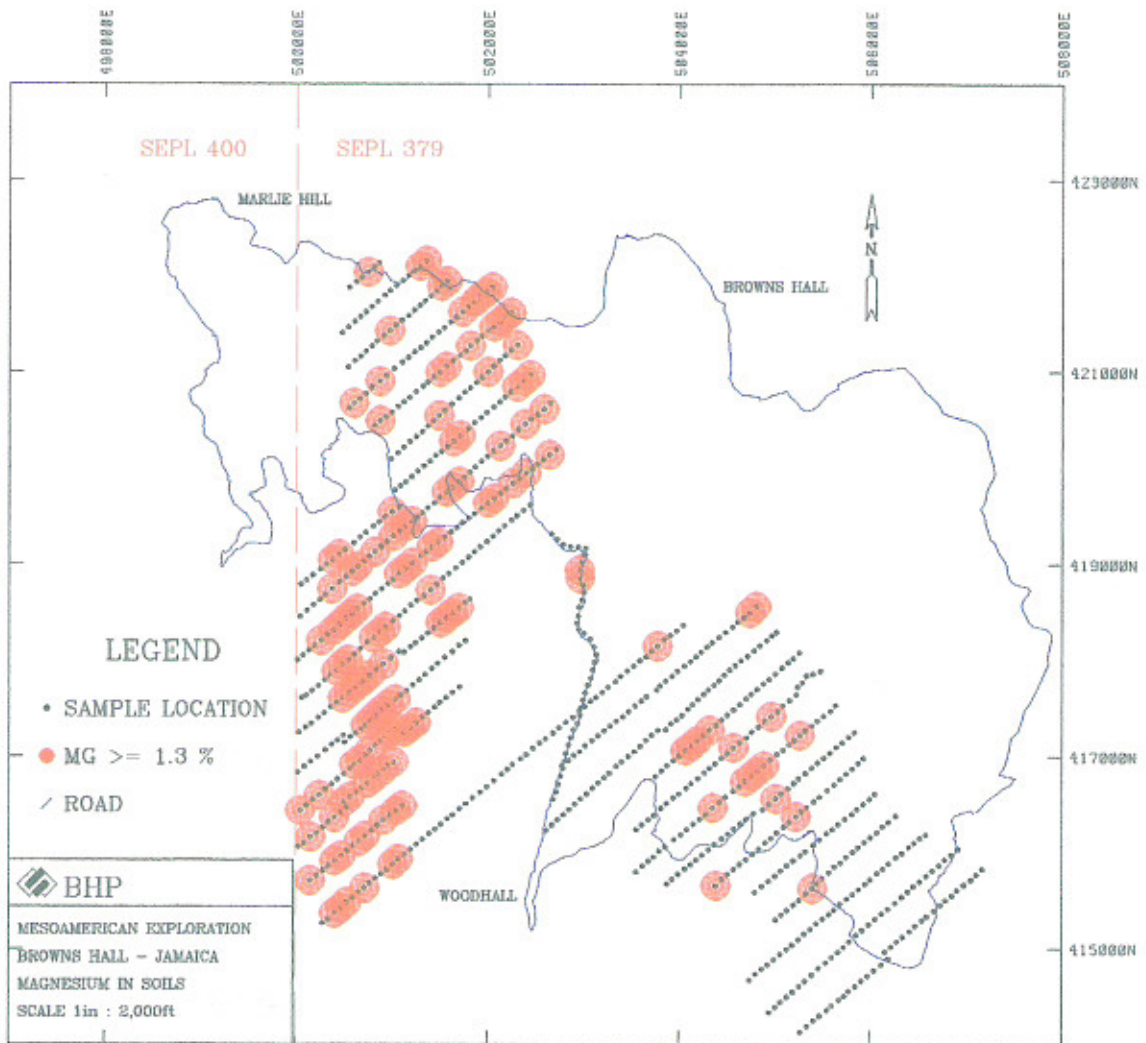 498000E
500000E
502000E
504000E
506000E
508000E
SEPL 400
SEPL 379
423000N
MARLIE HILL
N
BROWNS HALL
421000N
419000N
LEGEND
SAMPLE LOCATION
MG >= 1.3 %
ROAD
417000N
WOODHALL
BHP
MESOAMERICAN EXPLORATION
BROWNS HALL - JAMAICA
MAGNESIUM IN SOILS
SCALE 1in : 2,000ft
415000N